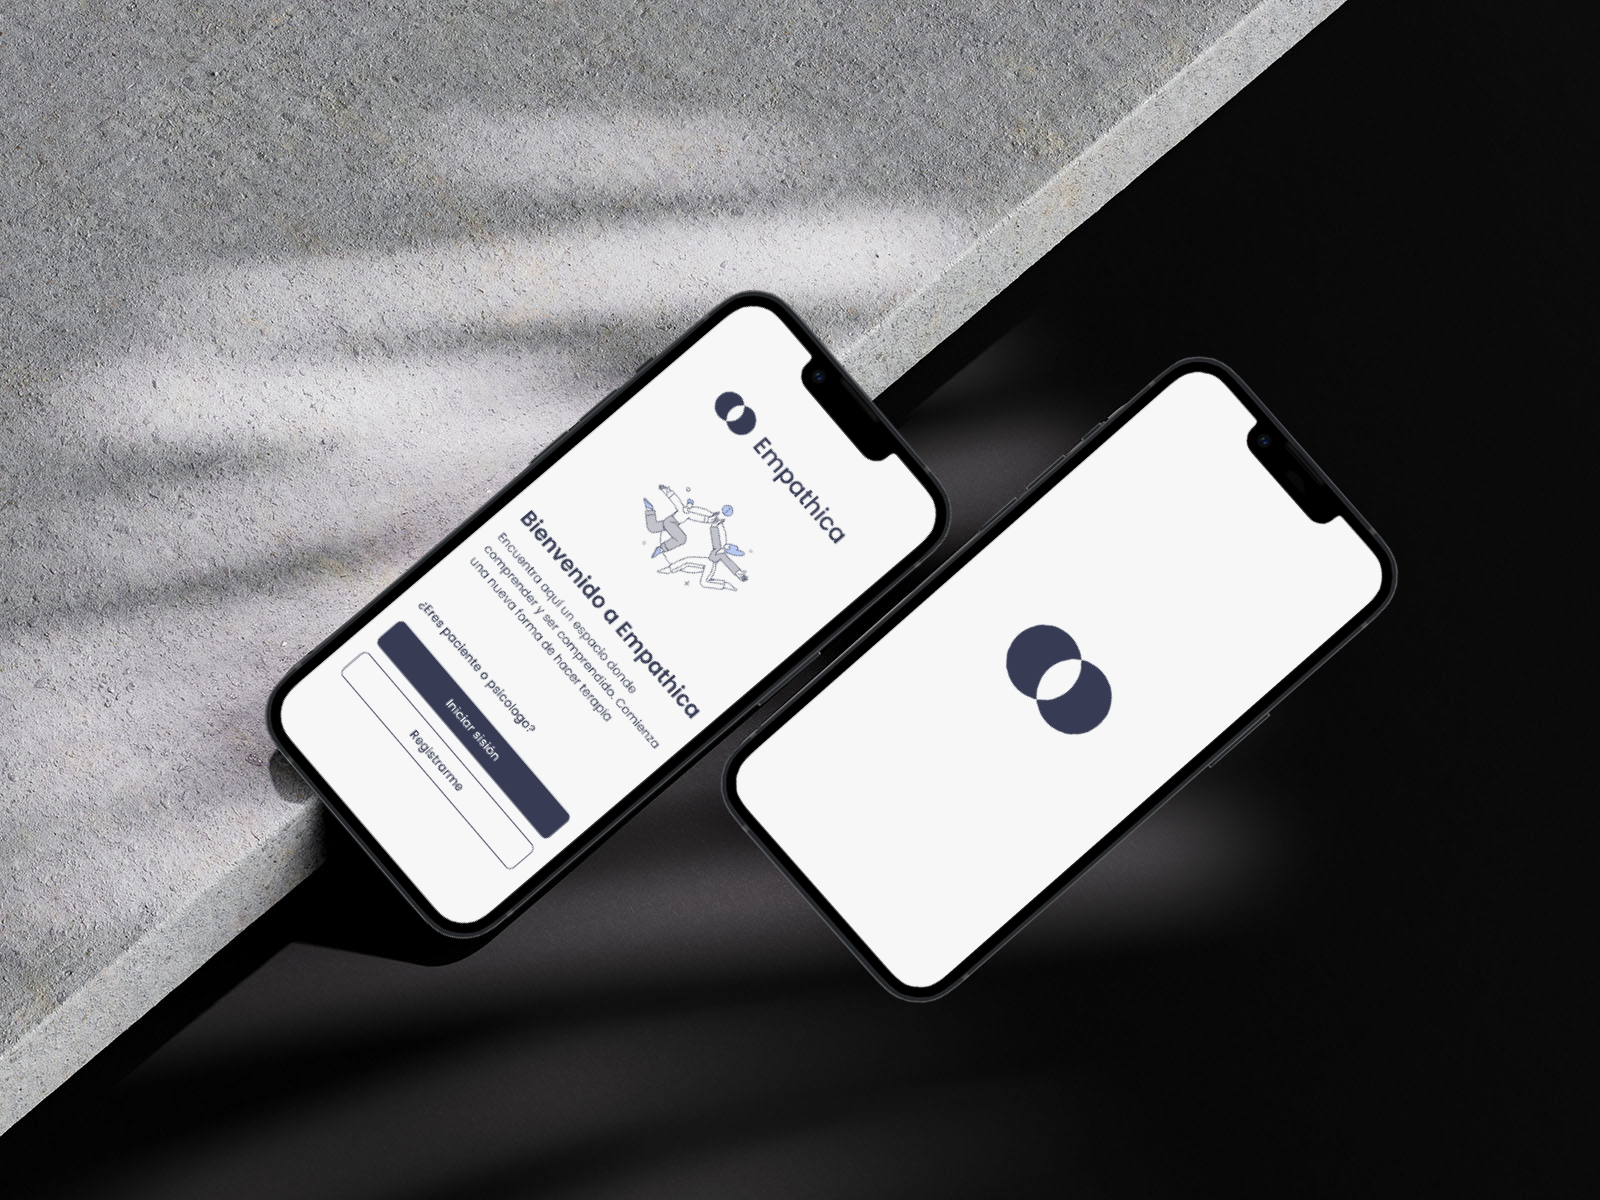 Empathica
Bienvenido a Empathica
Encuentra aquí un espacio donde
comprender y ser comprendido. Comienza
una nueva forma de hacer terapia
¿Eres paciente o psicologo?
Iniciar sisión
Registrarme